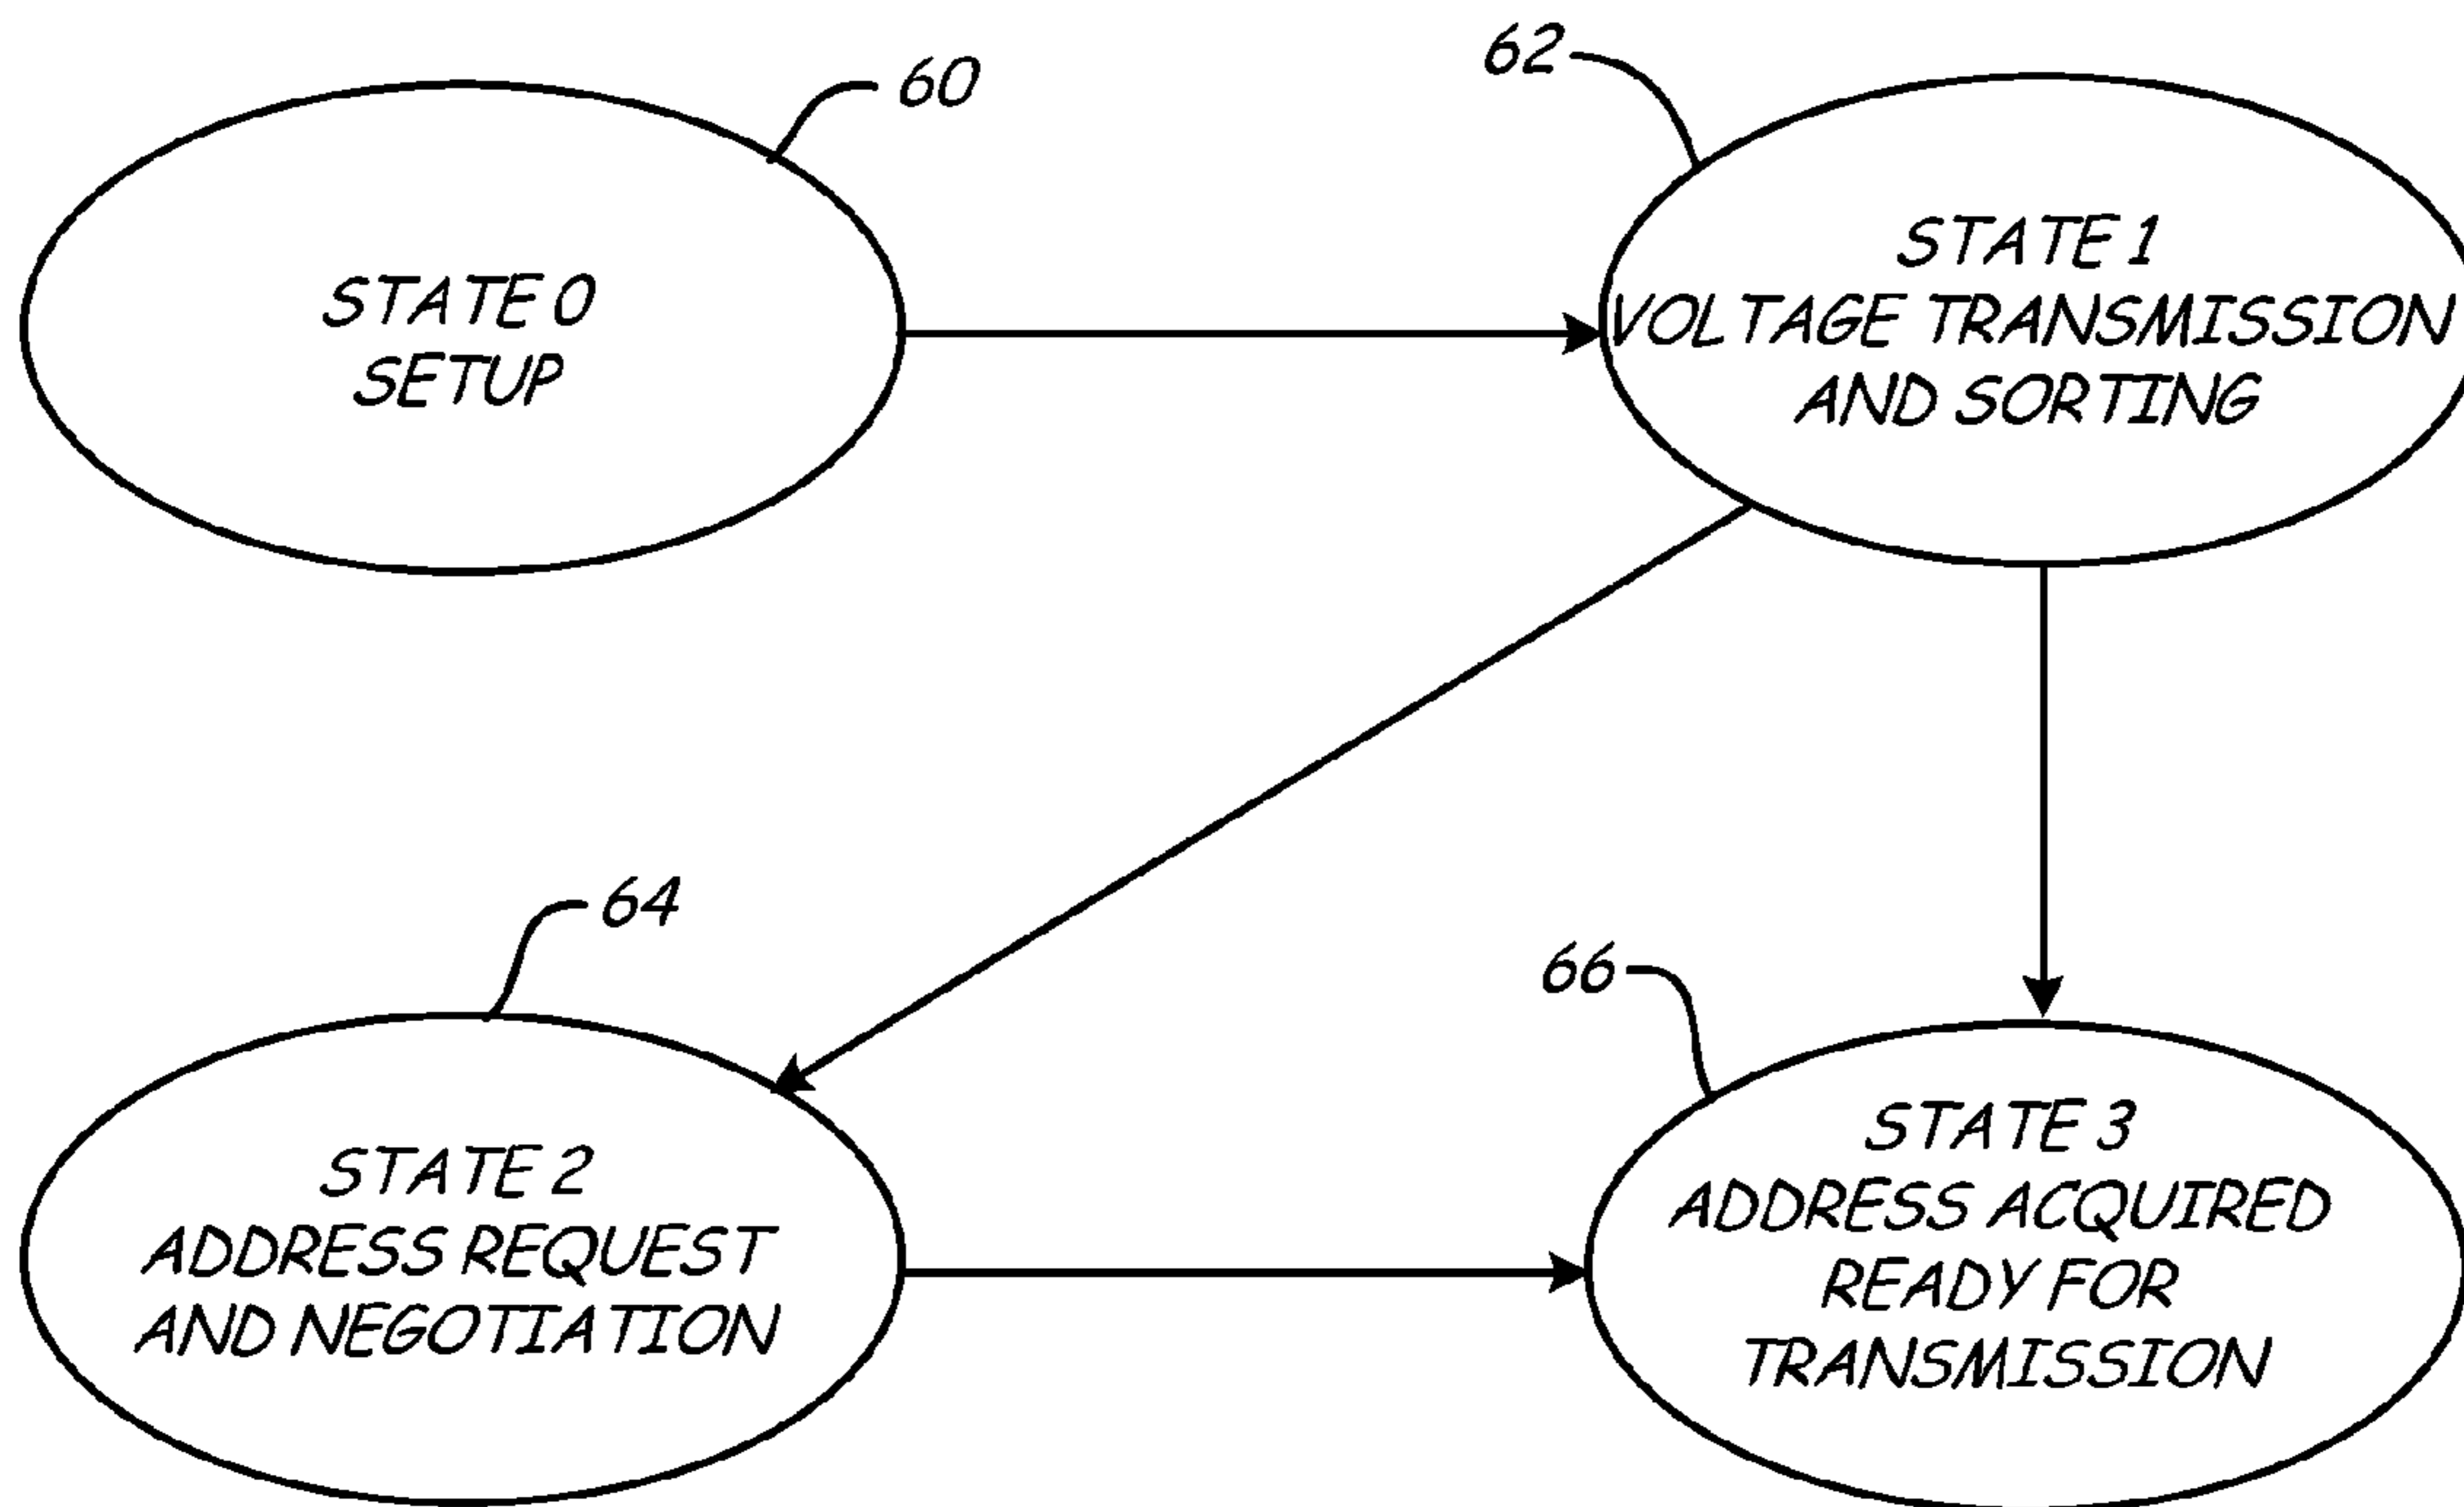 60
STATE 0
SETUP
62
STATE 1
VOLTAGE TRANSMISSION
AND SORTING
64
STATE 2
ADDRESS REQUEST
AND NEGOTIATION
66
STATE 3
ADDRESS ACQUIRED
READY FOR
TRANSMISSION